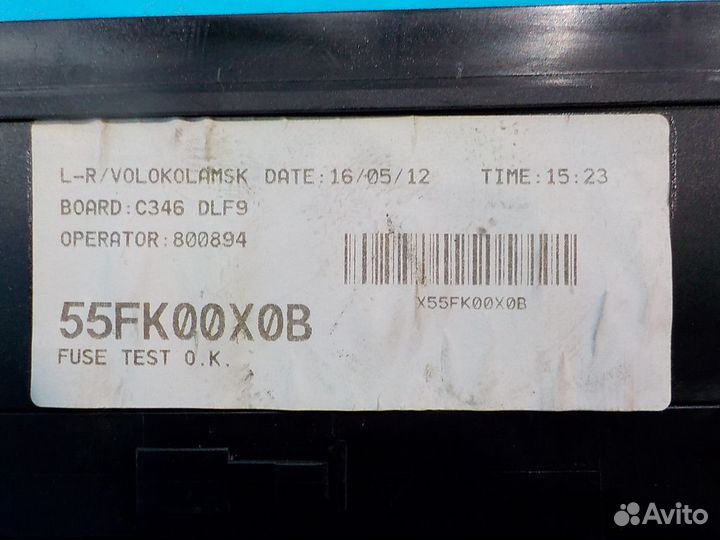 L-R/VOLOKOLAMSK DATE:16/05/12 TIME:15:23
BOARD:C346 DLF9
OPERATOR:800894
X55FK00X0B
55FK00X0B
FUSE TEST O.K.
Avito